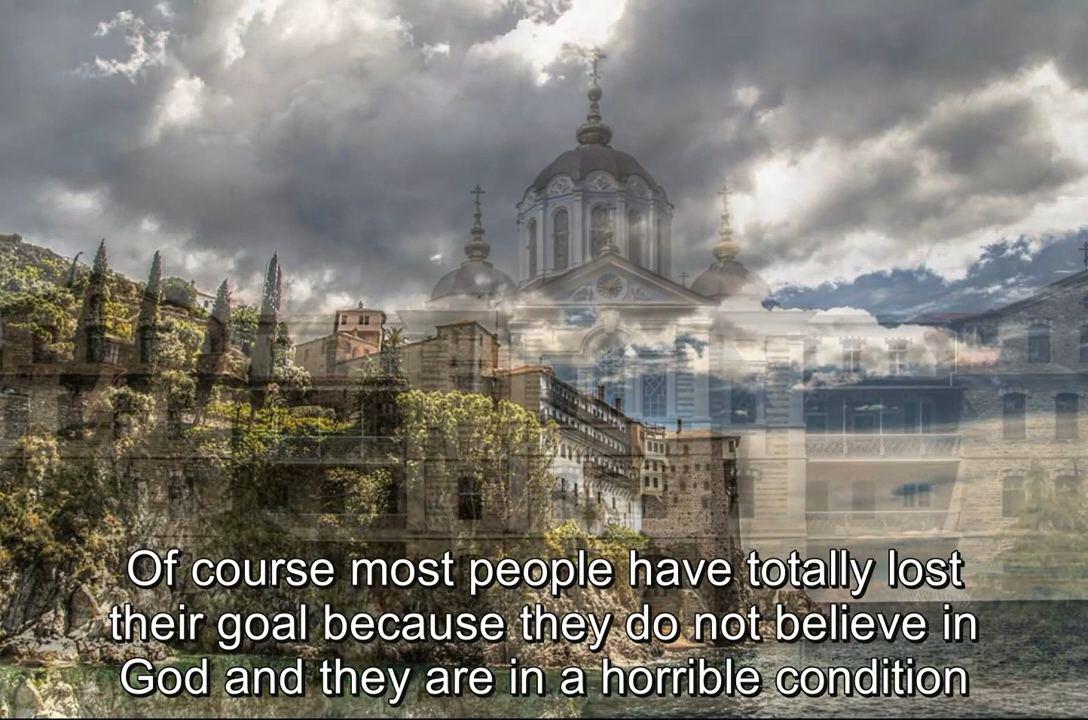 Of course most people have totally lost
their goal because they do not believe in
God and they are in a horrible condition